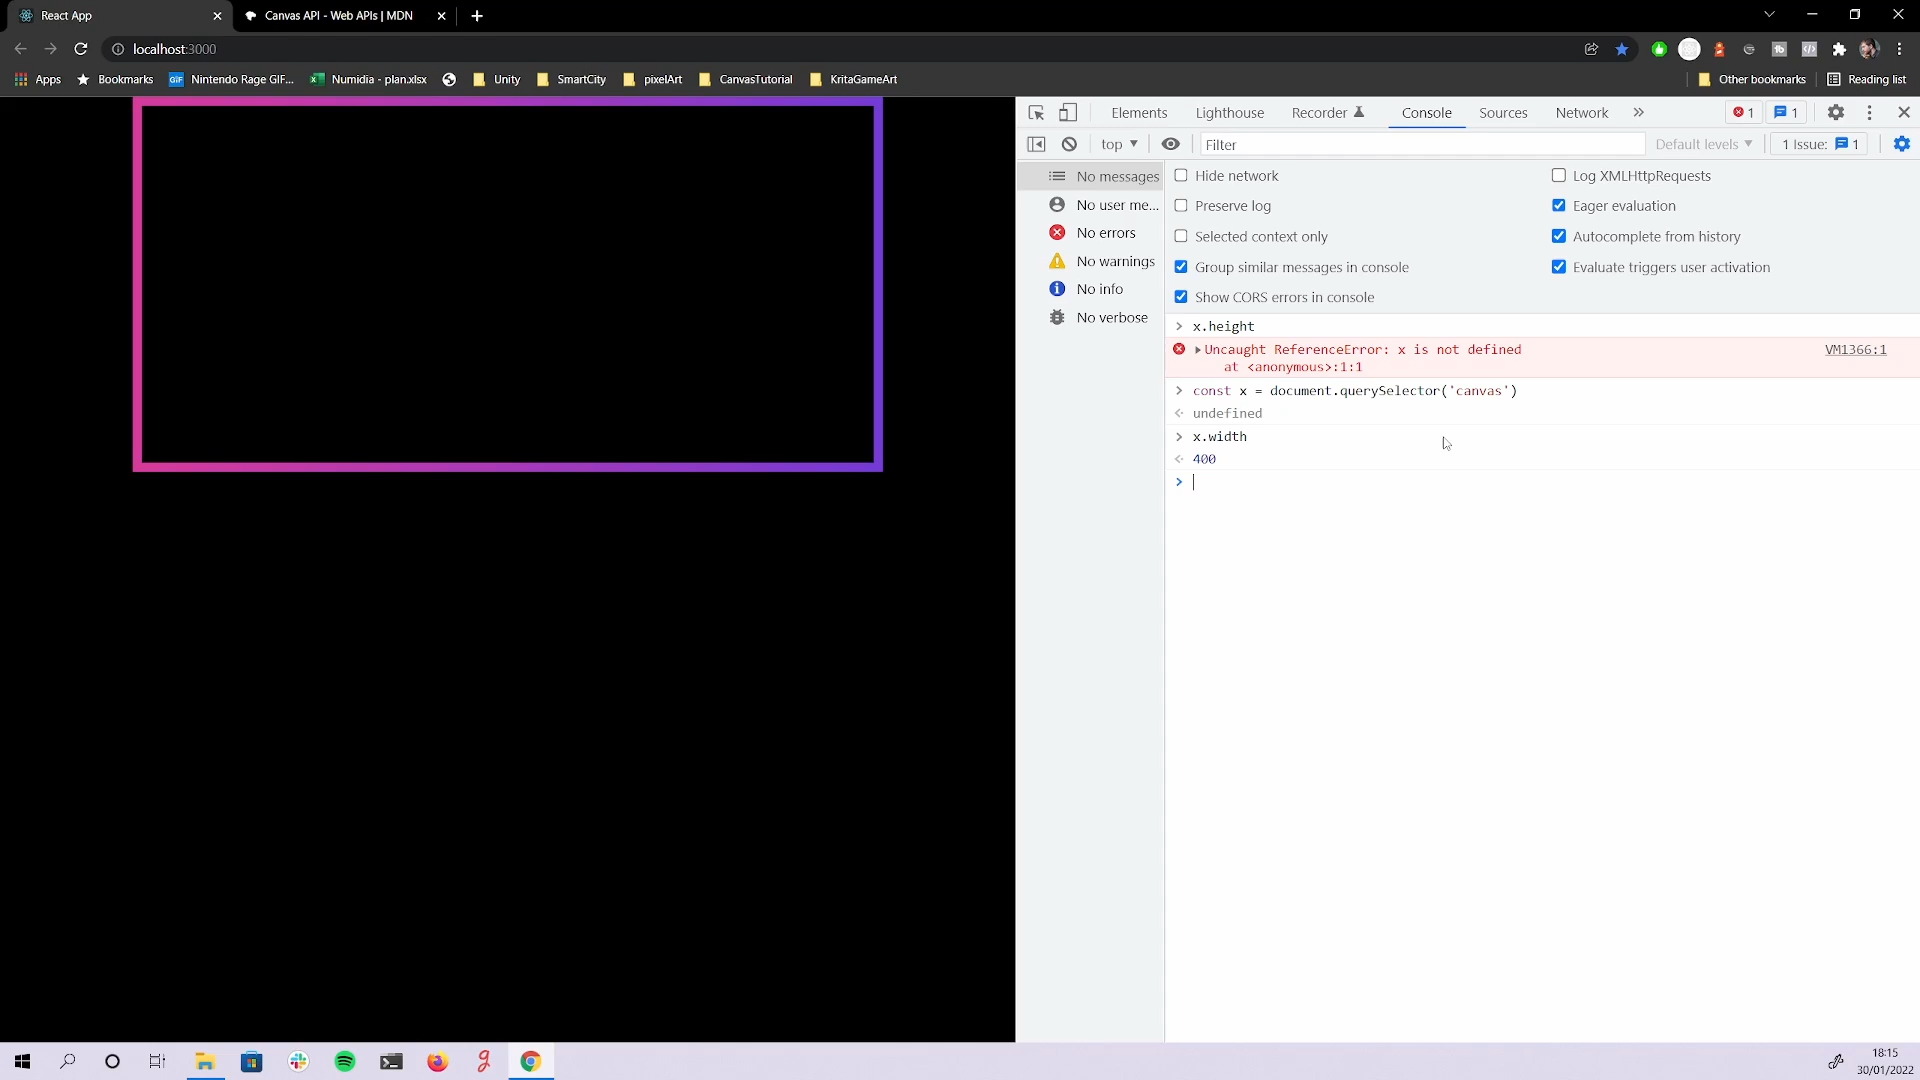 React App
Canvas API - Web APIs | MDN
localhost:3000
Apps
Bookmarks
GIF
Nintendo Rage GIF...
Numidia - plan.xlsx
Unity
SmartCity
pixelArt
CanvasTutorial
KritaGameArt
Other bookmarks
Reading list
Elements
Lighthouse
Recorder
Console
Sources
Network
1
1
top
Filter
Default levels
1 Issue: 1
No messages
No user me...
No errors
No warnings
No info
No verbose
Hide network
Log XMLHttpRequests
Preserve log
Eager evaluation
Selected context only
Autocomplete from history
Group similar messages in console
Evaluate triggers user activation
Show CORS errors in console
x.height
Uncaught ReferenceError: x is not defined
VM1366:1
at <anonymous>:1:1
const x = document.querySelector('canvas')
undefined
x.width
400
18:15
30/01/2022